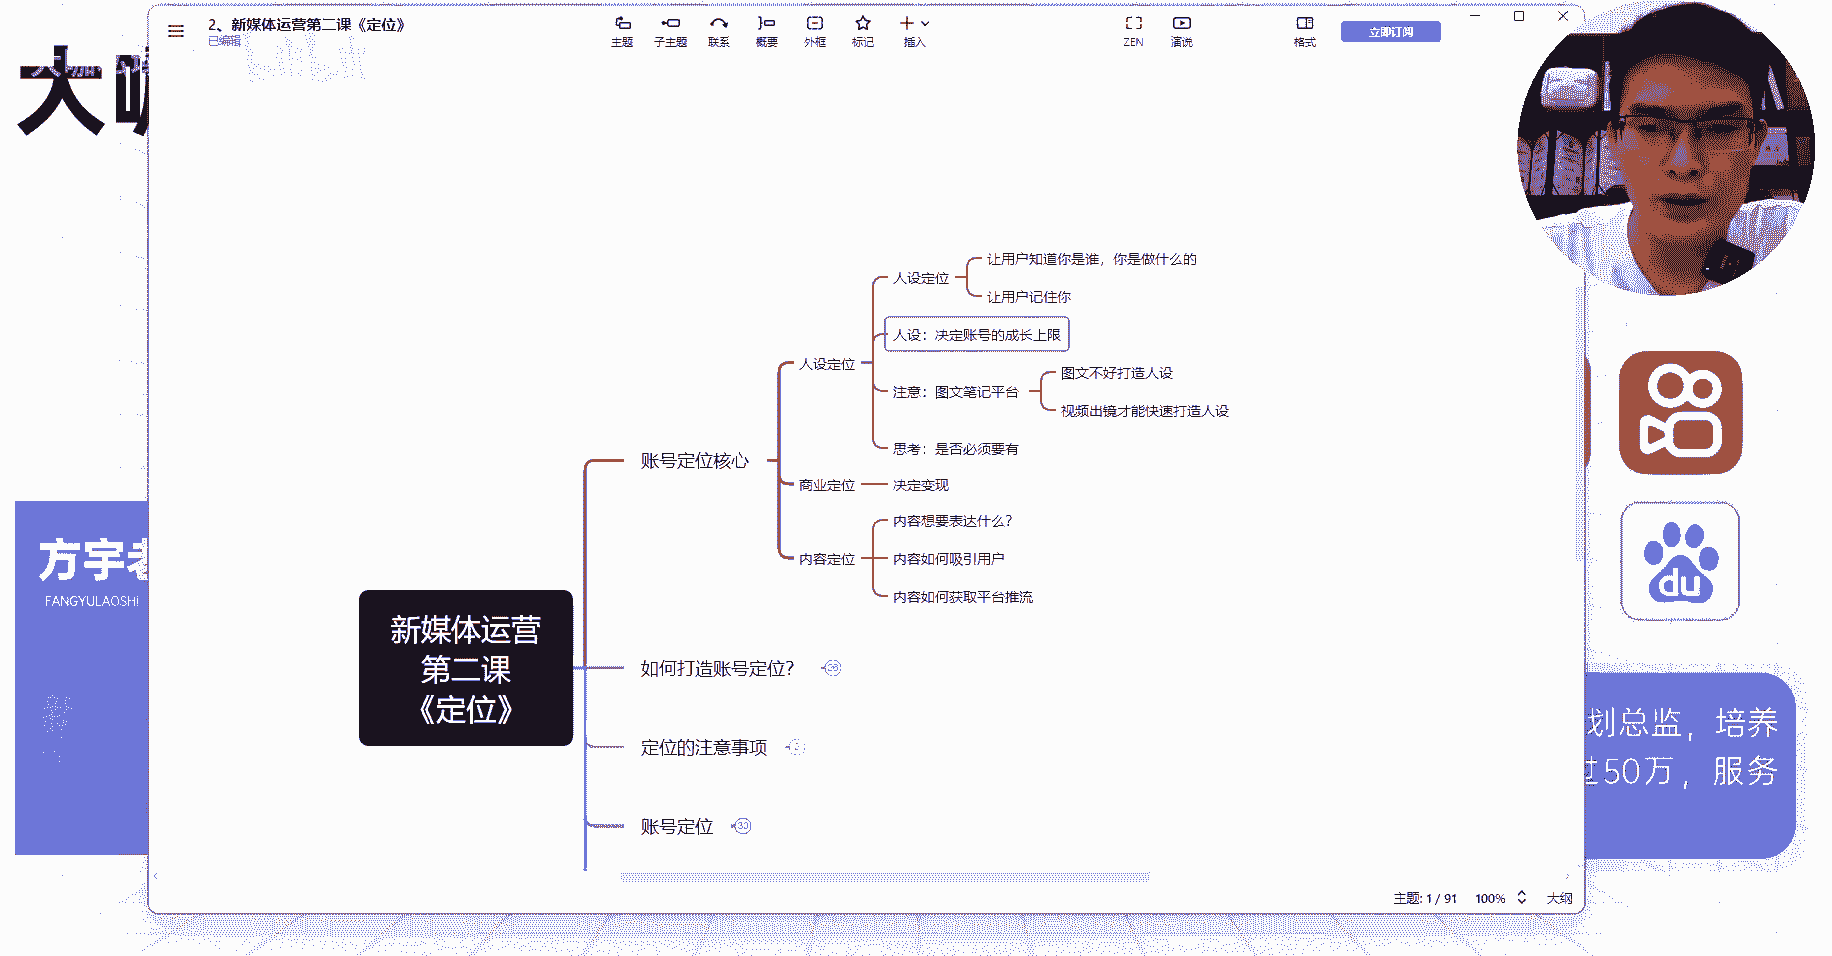 2、新媒体运营第二课《定位》
已编辑
主题
子主题
联系
概要
外框
标记
插入
ZEN
演说
格式
立即订阅
大
人设定位
让用户知道你是谁，你是做什么的
让用户记住你
人设：决定账号的成长上限
人设定位
注意：图文笔记平台
图文不好打造人设
视频出镜才能快速打造人设
思考：是否必须要有
账号定位核心
商业定位
决定变现
内容定位
内容想要表达什么？
内容如何吸引用户
内容如何获取平台推流
新媒体运营
第二课
《定位》
如何打造账号定位？
定位的注意事项
账号定位
33
方宇老
FANGYULAOSHI
du
划总监，培养
过50万，服务
主题: 1 / 91
100%
大纲